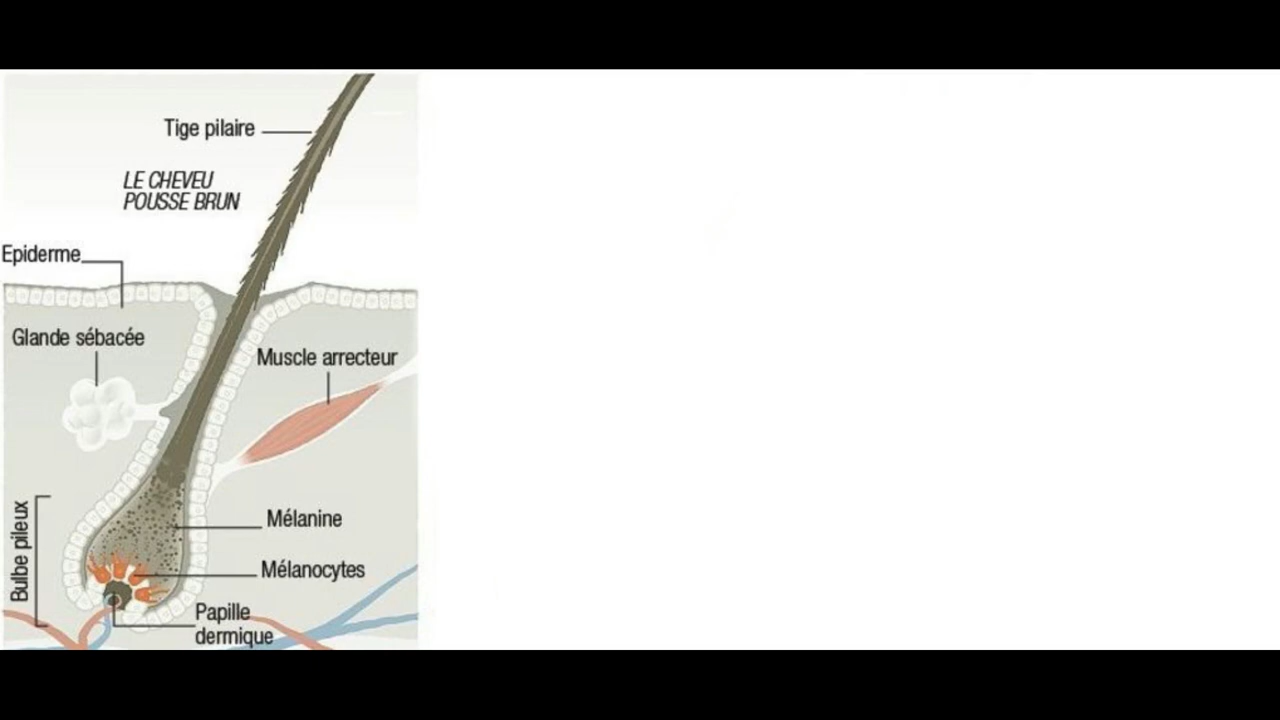 Tige pilaire
LE CHEVEU
POUSSE BRUN
Epiderme
Glande sébacée
Muscle arrecteur
Bulbe pileux
Mélanine
Mélanocytes
Papille
dermique